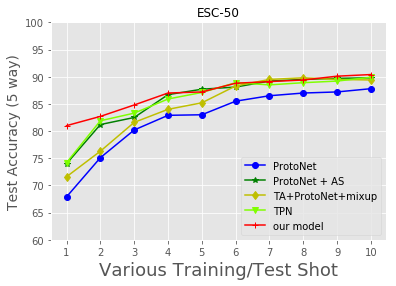 ESC-50
Test Accuracy (5 way)
100
95
90
85
80
75
70
65
60
ProtoNet
ProtoNet + AS
TA+ProtoNet+mixup
TPN
our model
1 2 3 4 5 6 7 8 9 10
Various Training/Test Shot